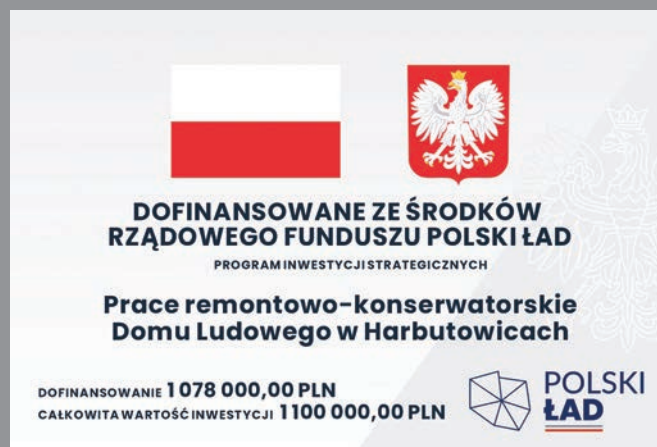 DOFINANSOWANE ZE ŚRODKÓW
RZĄDOWEGO FUNDUSZU POLSKI ŁAD
PROGRAM INWESTYCJI STRATEGICZNYCH
Prace remontowo-konserwatorskie
Domu Ludowego w Harbutowicach
DOFINANSOWANIE 1 078 000,00 PLN
CAŁKOWITA WARTOŚĆ INWESTYCJI 1 100 000,00 PLN
POLSKI
ŁAD